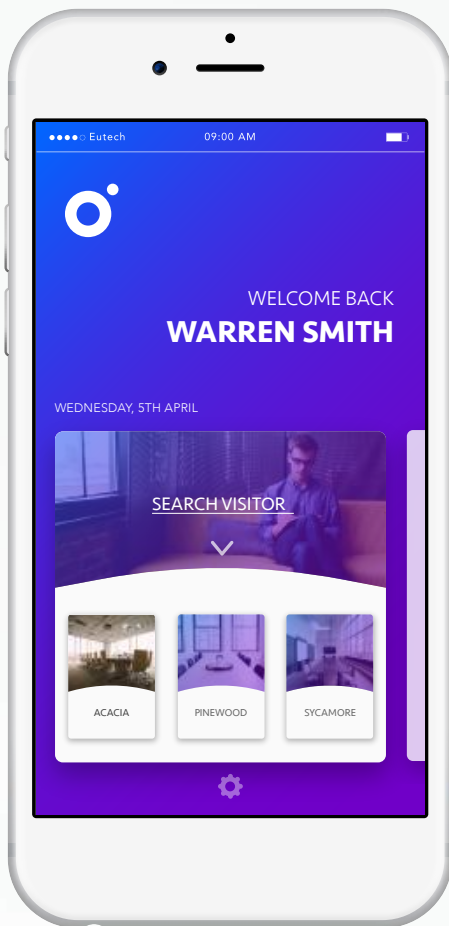 Eutech 09:00 AM
WELCOME BACK
WARREN SMITH
WEDNESDAY, 5TH APRIL
SEARCH VISITOR
ACACIA PINEWOOD SYCAMORE